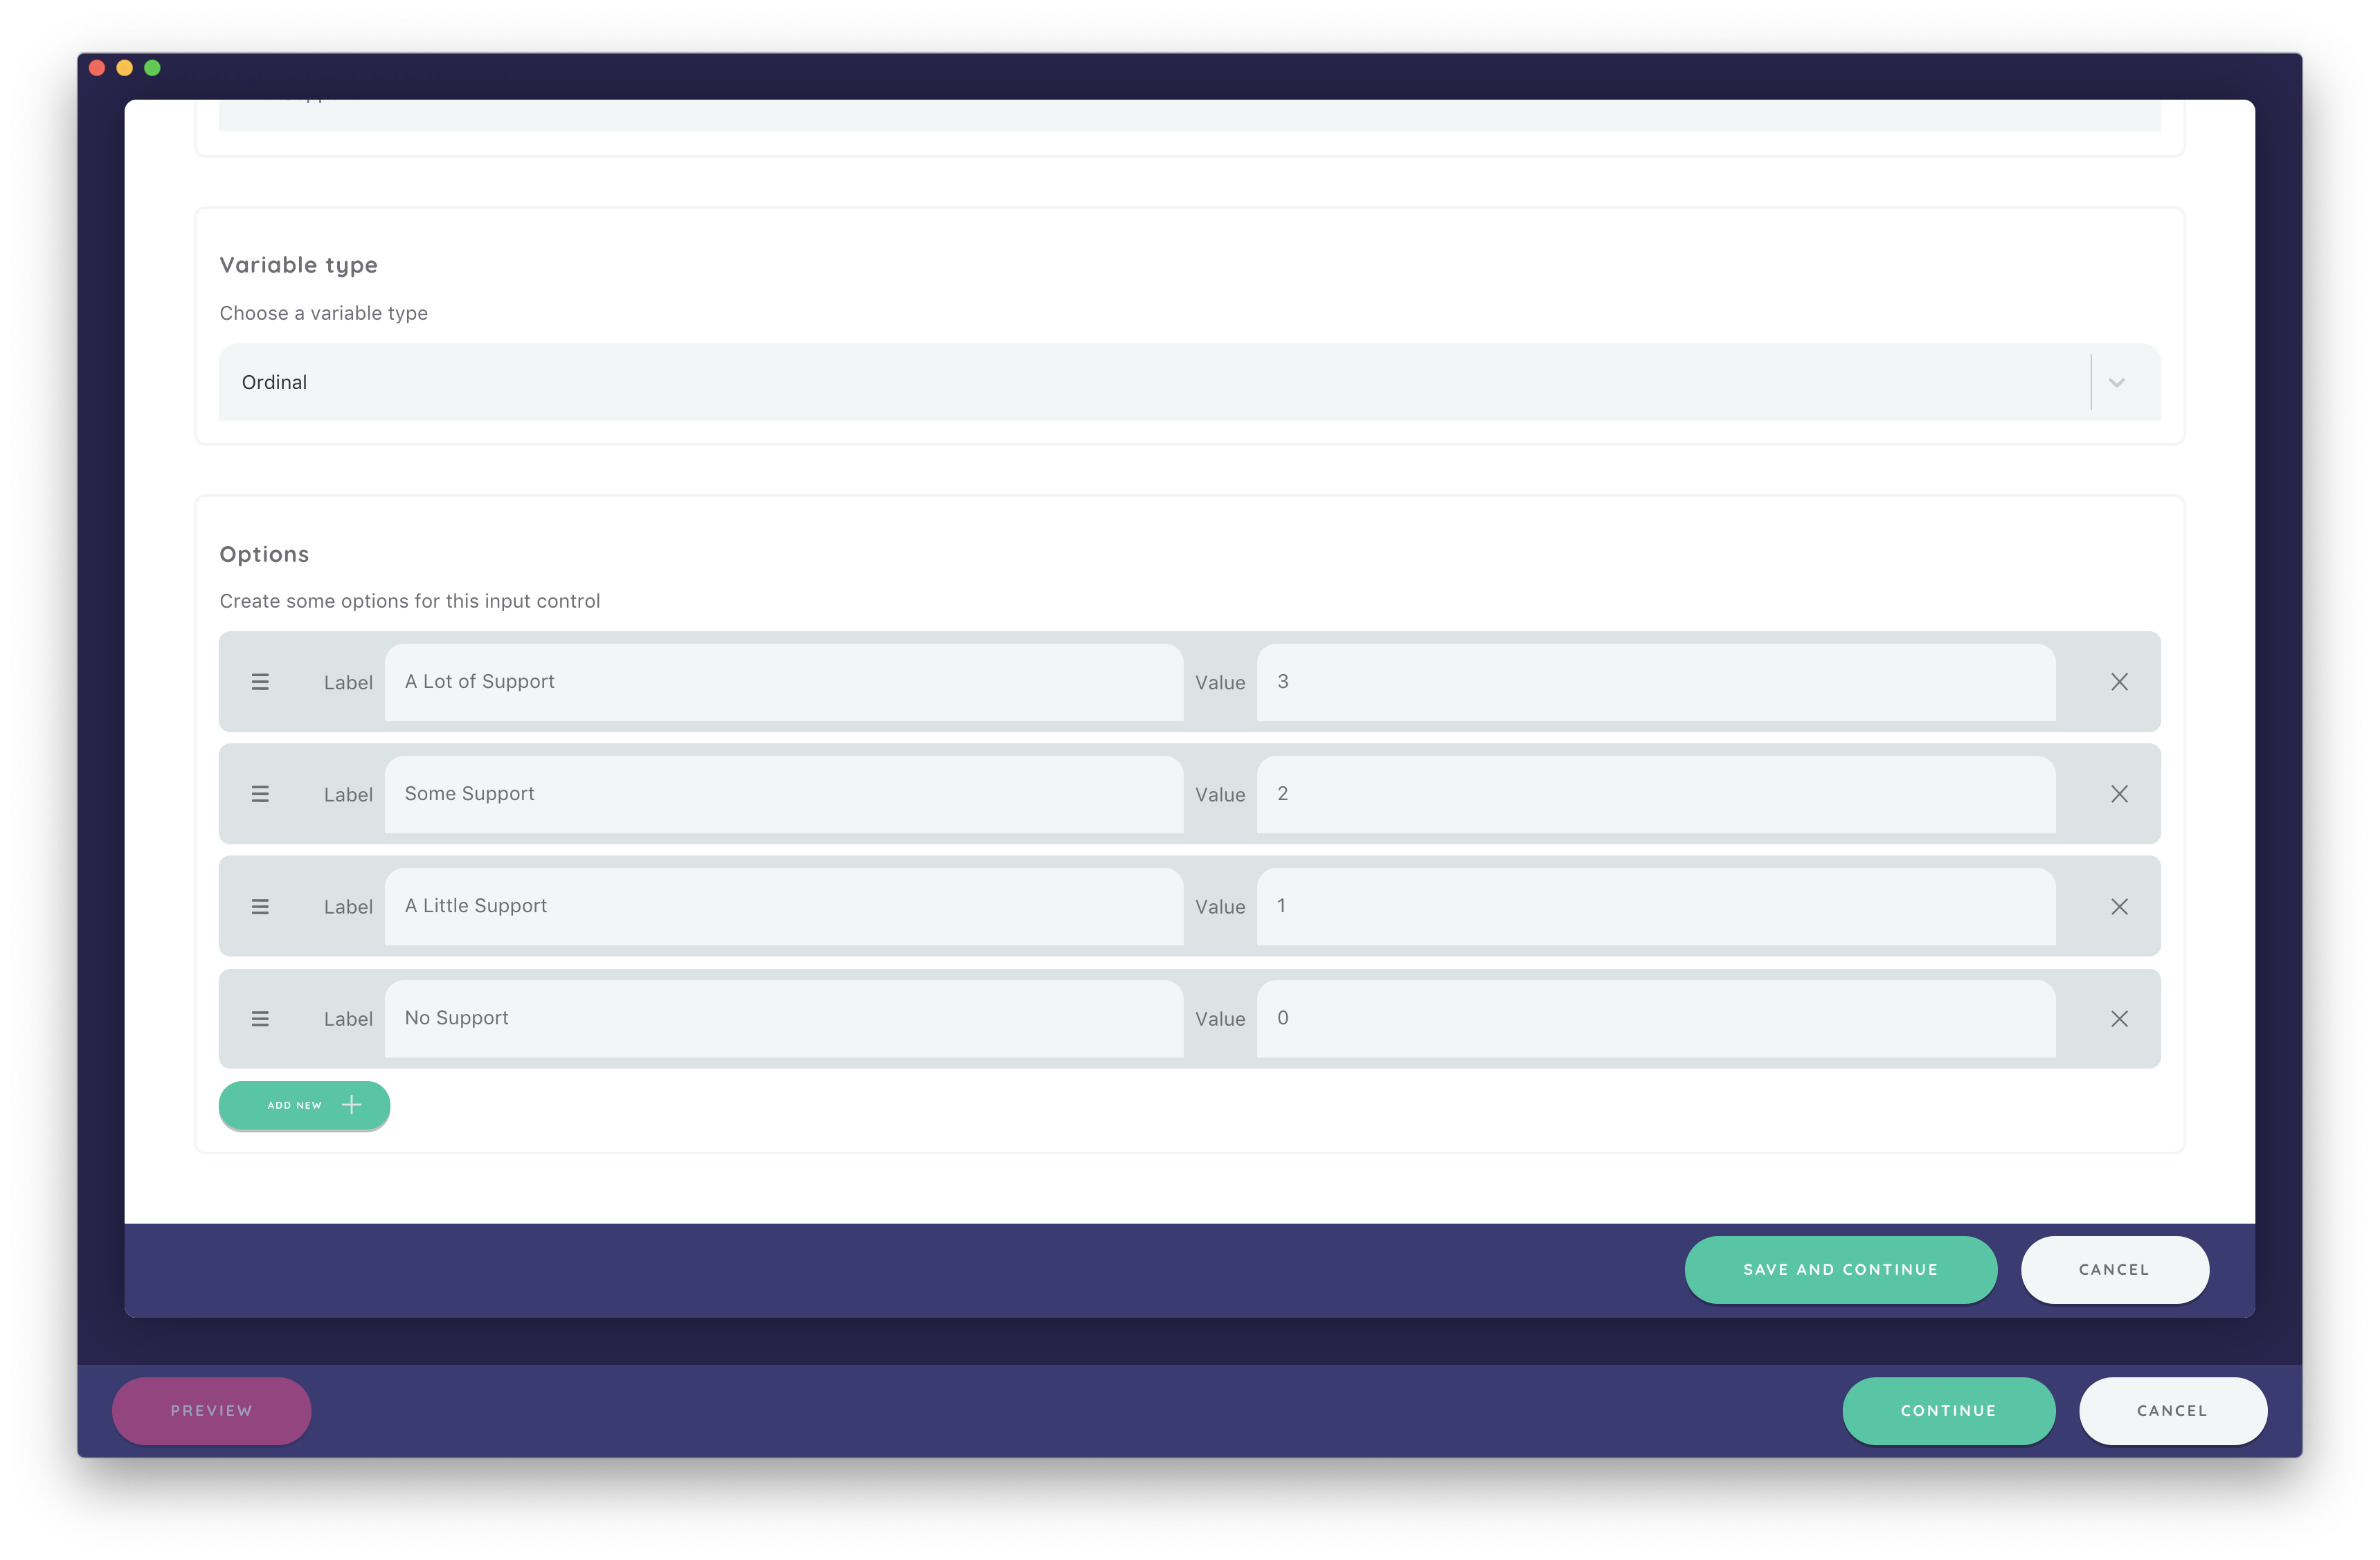 Variable type
Choose a variable type
Ordinal
Options
Create some options for this input control
Label A Lot of Support Value 3
Label Some Support Value 2
Label A Little Support Value 1
Label No Support Value 0
ADD NEW
SAVE AND CONTINUE CANCEL
PREVIEW CONTINUE CANCEL